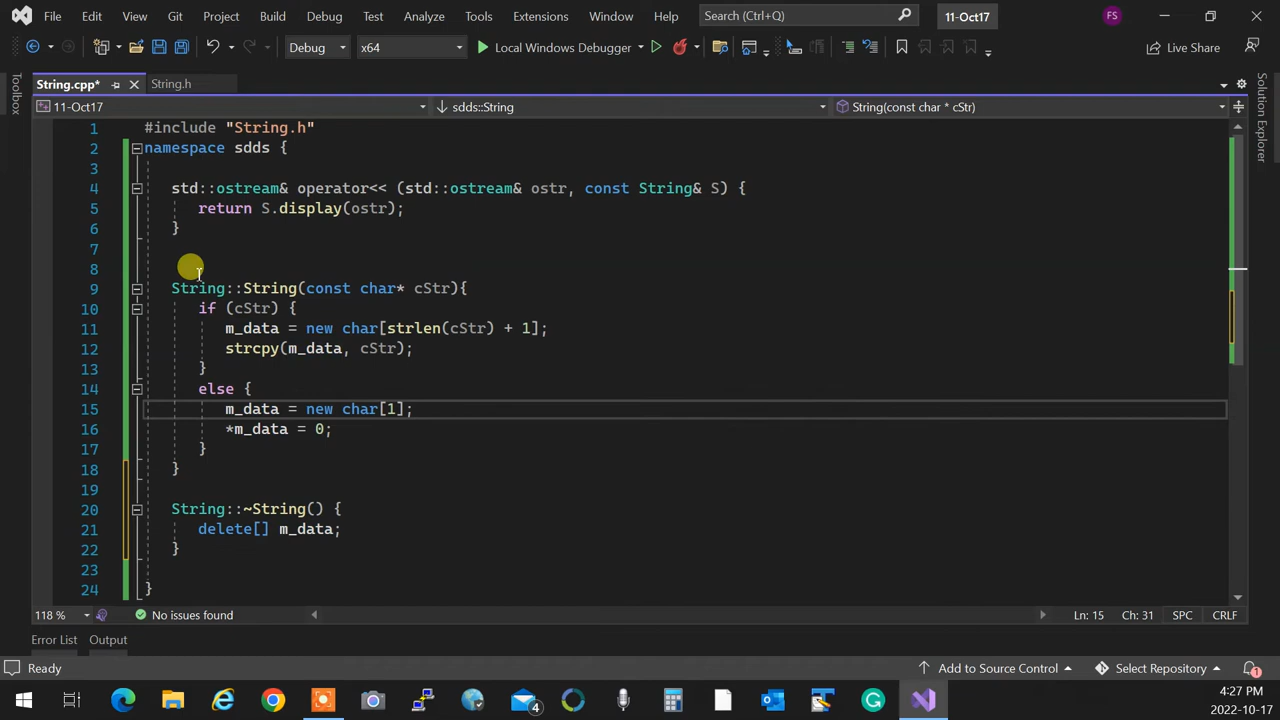 File Edit View Git Project Build Debug Test Analyze Tools Extensions Window Help Search (Ctrl+Q) 11-Oct17 FS
Debug x64 Local Windows Debugger Live Share
String.cpp* String.h
11-Oct17 sdds::String String(const char * cStr)
Toolbox
Solution Explorer
1 #include "String.h"
2 namespace sdds {
3
4 std::ostream& operator<< (std::ostream& ostr, const String& S) {
5 return S.display(ostr);
6 }
7
8
9 String::String(const char* cStr){
10 if (cStr) {
11 m_data = new char[strlen(cStr) + 1];
12 strcpy(m_data, cStr);
13 }
14 else {
15 m_data = new char[1];
16 *m_data = 0;
17 }
18 }
19
20 String::~String() {
21 delete[] m_data;
22 }
23
24 }
118 % No issues found Ln: 15 Ch: 31 SPC CRLF
Error List Output
Ready Add to Source Control Select Repository 1
4 4:27 PM
2022-10-17